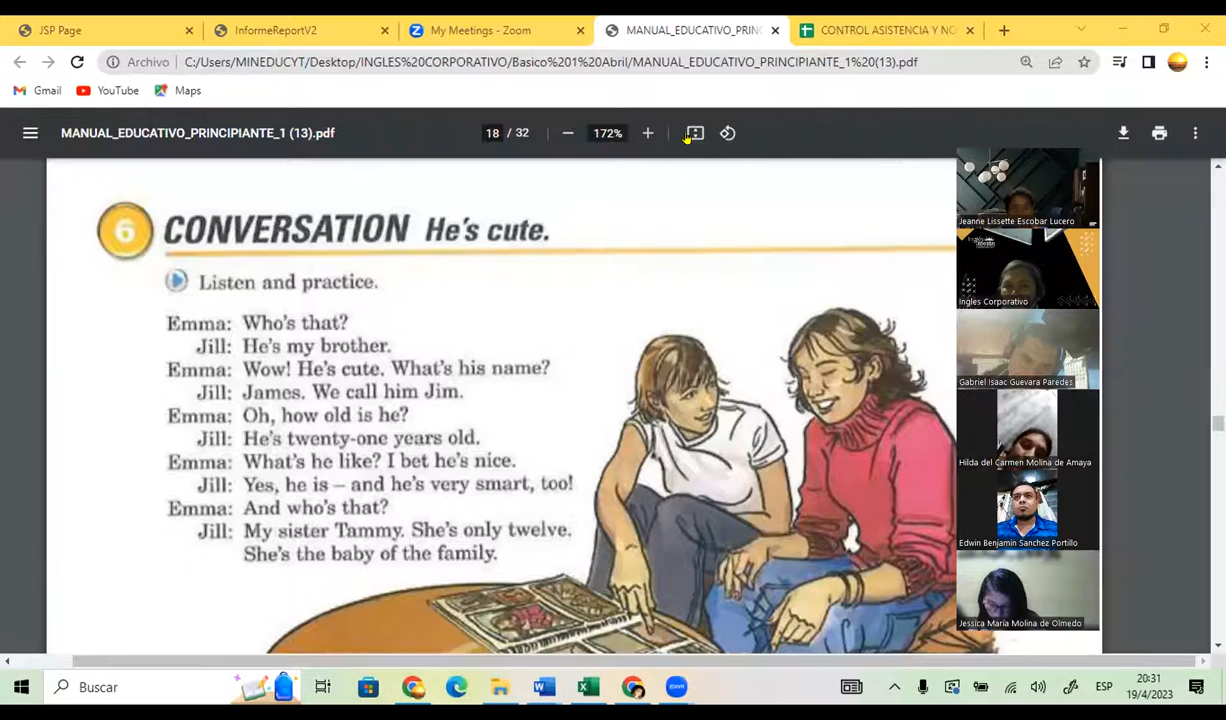 JSP Page
InformeReportV2
My Meetings - Zoom
MANUAL_EDUCATIVO_PRINC
CONTROL ASISTENCIA Y NO
Archivo C:/Users/MINEDUCYT/Desktop/INGLES%20CORPORATIVO/Basico%201%20Abril/MANUAL_EDUCATIVO_PRINCIPIANTE_1%20(13).pdf
Gmail YouTube Maps
MANUAL_EDUCATIVO_PRINCIPIANTE_1 (13).pdf 18 / 32 172%
6 CONVERSATION He's cute.
Listen and practice.
Emma: Who's that?
Jill: He's my brother.
Emma: Wow! He's cute. What's his name?
Jill: James. We call him Jim.
Emma: Oh, how old is he?
Jill: He's twenty-one years old.
Emma: What's he like? I bet he's nice.
Jill: Yes, he is – and he's very smart, too!
Emma: And who's that?
Jill: My sister Tammy. She's only twelve.
She's the baby of the family.
Jeanne Lissette Escobar Lucero
Ingles Corporativo
Gabriel Isaac Guevara Paredes
Hilda del Carmen Molina de Amaya
Edwin Benjamin Sanchez Portillo
Jessica María Molina de Olmedo
Buscar
zoom
ESP
20:31
19/4/2023